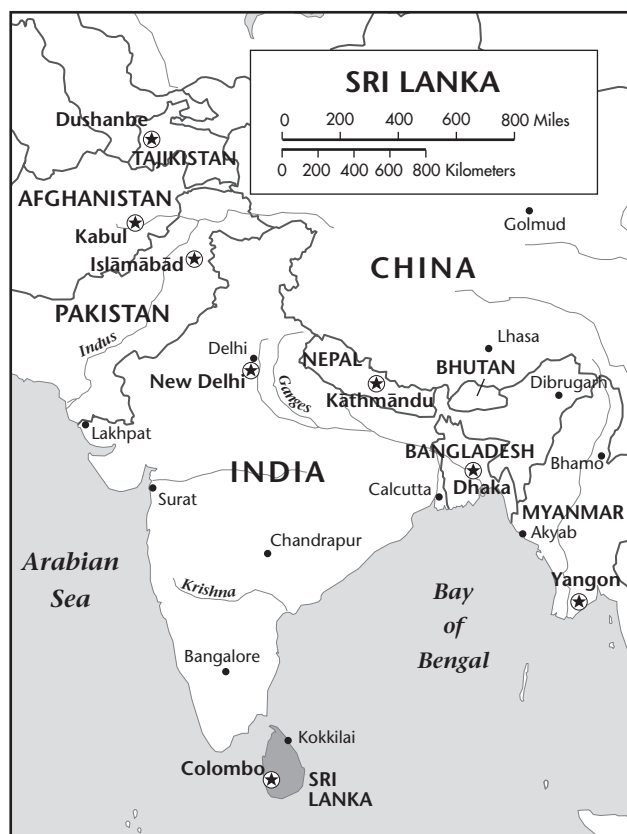 SRI LANKA
0 200 400 600 800 Miles
0 200 400 600 800 Kilometers
Dushanbe
TAJIKISTAN
AFGHANISTAN
Kabul
Islāmābād
Golmud
CHINA
PAKISTAN
Indus
Delhi
New Delhi
Ganges
NEPAL
Kāthmāndu
Lhasa
BHUTAN
Dibrugarh
Lakhpat
BANGLADESH
Dhaka
Bhamo
INDIA
Surat
Calcutta
MYANMAR
Akyab
Chandrapur
Arabian
Sea
Krishna
Yangon
Bay
of
Bengal
Bangalore
Kokkilai
Colombo
SRI
LANKA